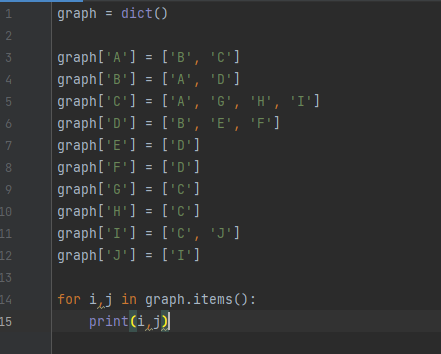 1 graph = dict()
2
3 graph['A'] = ['B', 'C']
4 graph['B'] = ['A', 'D']
5 graph['C'] = ['A', 'G', 'H', 'I']
6 graph['D'] = ['B', 'E', 'F']
7 graph['E'] = ['D']
8 graph['F'] = ['D']
9 graph['G'] = ['C']
10 graph['H'] = ['C']
11 graph['I'] = ['C', 'J']
12 graph['J'] = ['I']
13
14 for i,j in graph.items():
15     print(i,j)